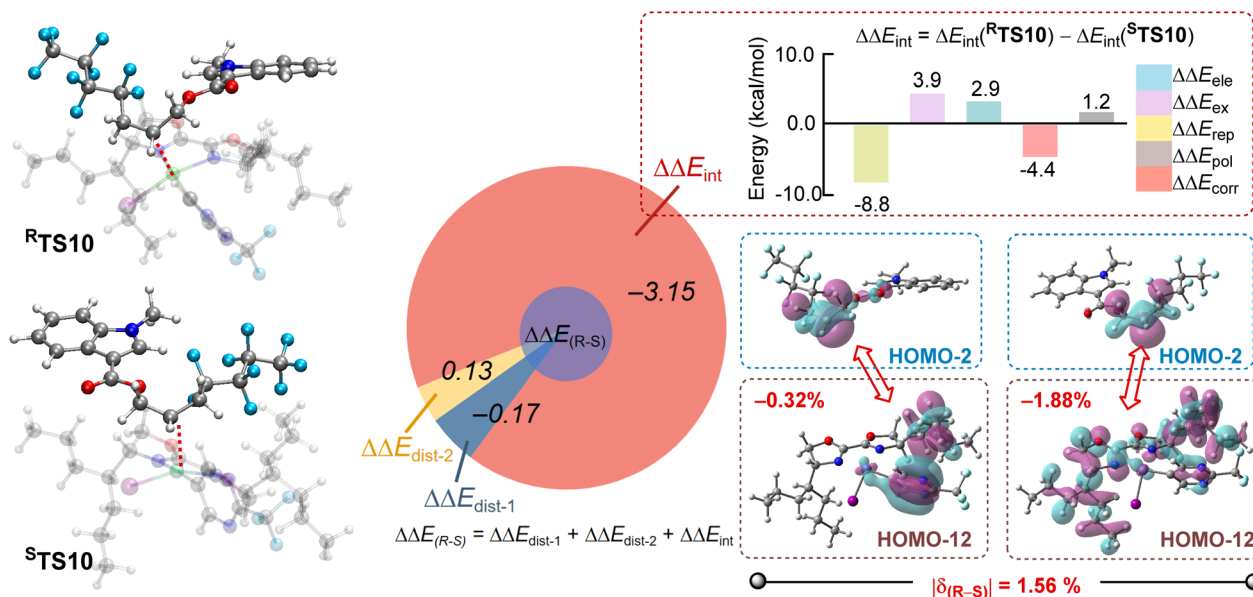 ᴿTS10
ˢTS10
ΔΔE(R-S)
0.13
–0.17
–3.15
ΔΔEint
ΔΔEdist-2
ΔΔEdist-1
ΔΔE(R-S) = ΔΔEdist-1 + ΔΔEdist-2 + ΔΔEint
ΔΔEint = ΔEint(ᴿTS10) – ΔEint(ˢTS10)
Energy (kcal/mol)
10.0
0.0
-10.0
-8.8
3.9
2.9
-4.4
1.2
ΔΔEele
ΔΔEex
ΔΔErep
ΔΔEpol
ΔΔEcorr
HOMO-2
HOMO-2
–0.32%
–1.88%
HOMO-12
HOMO-12
|δ(R–S)| = 1.56 %